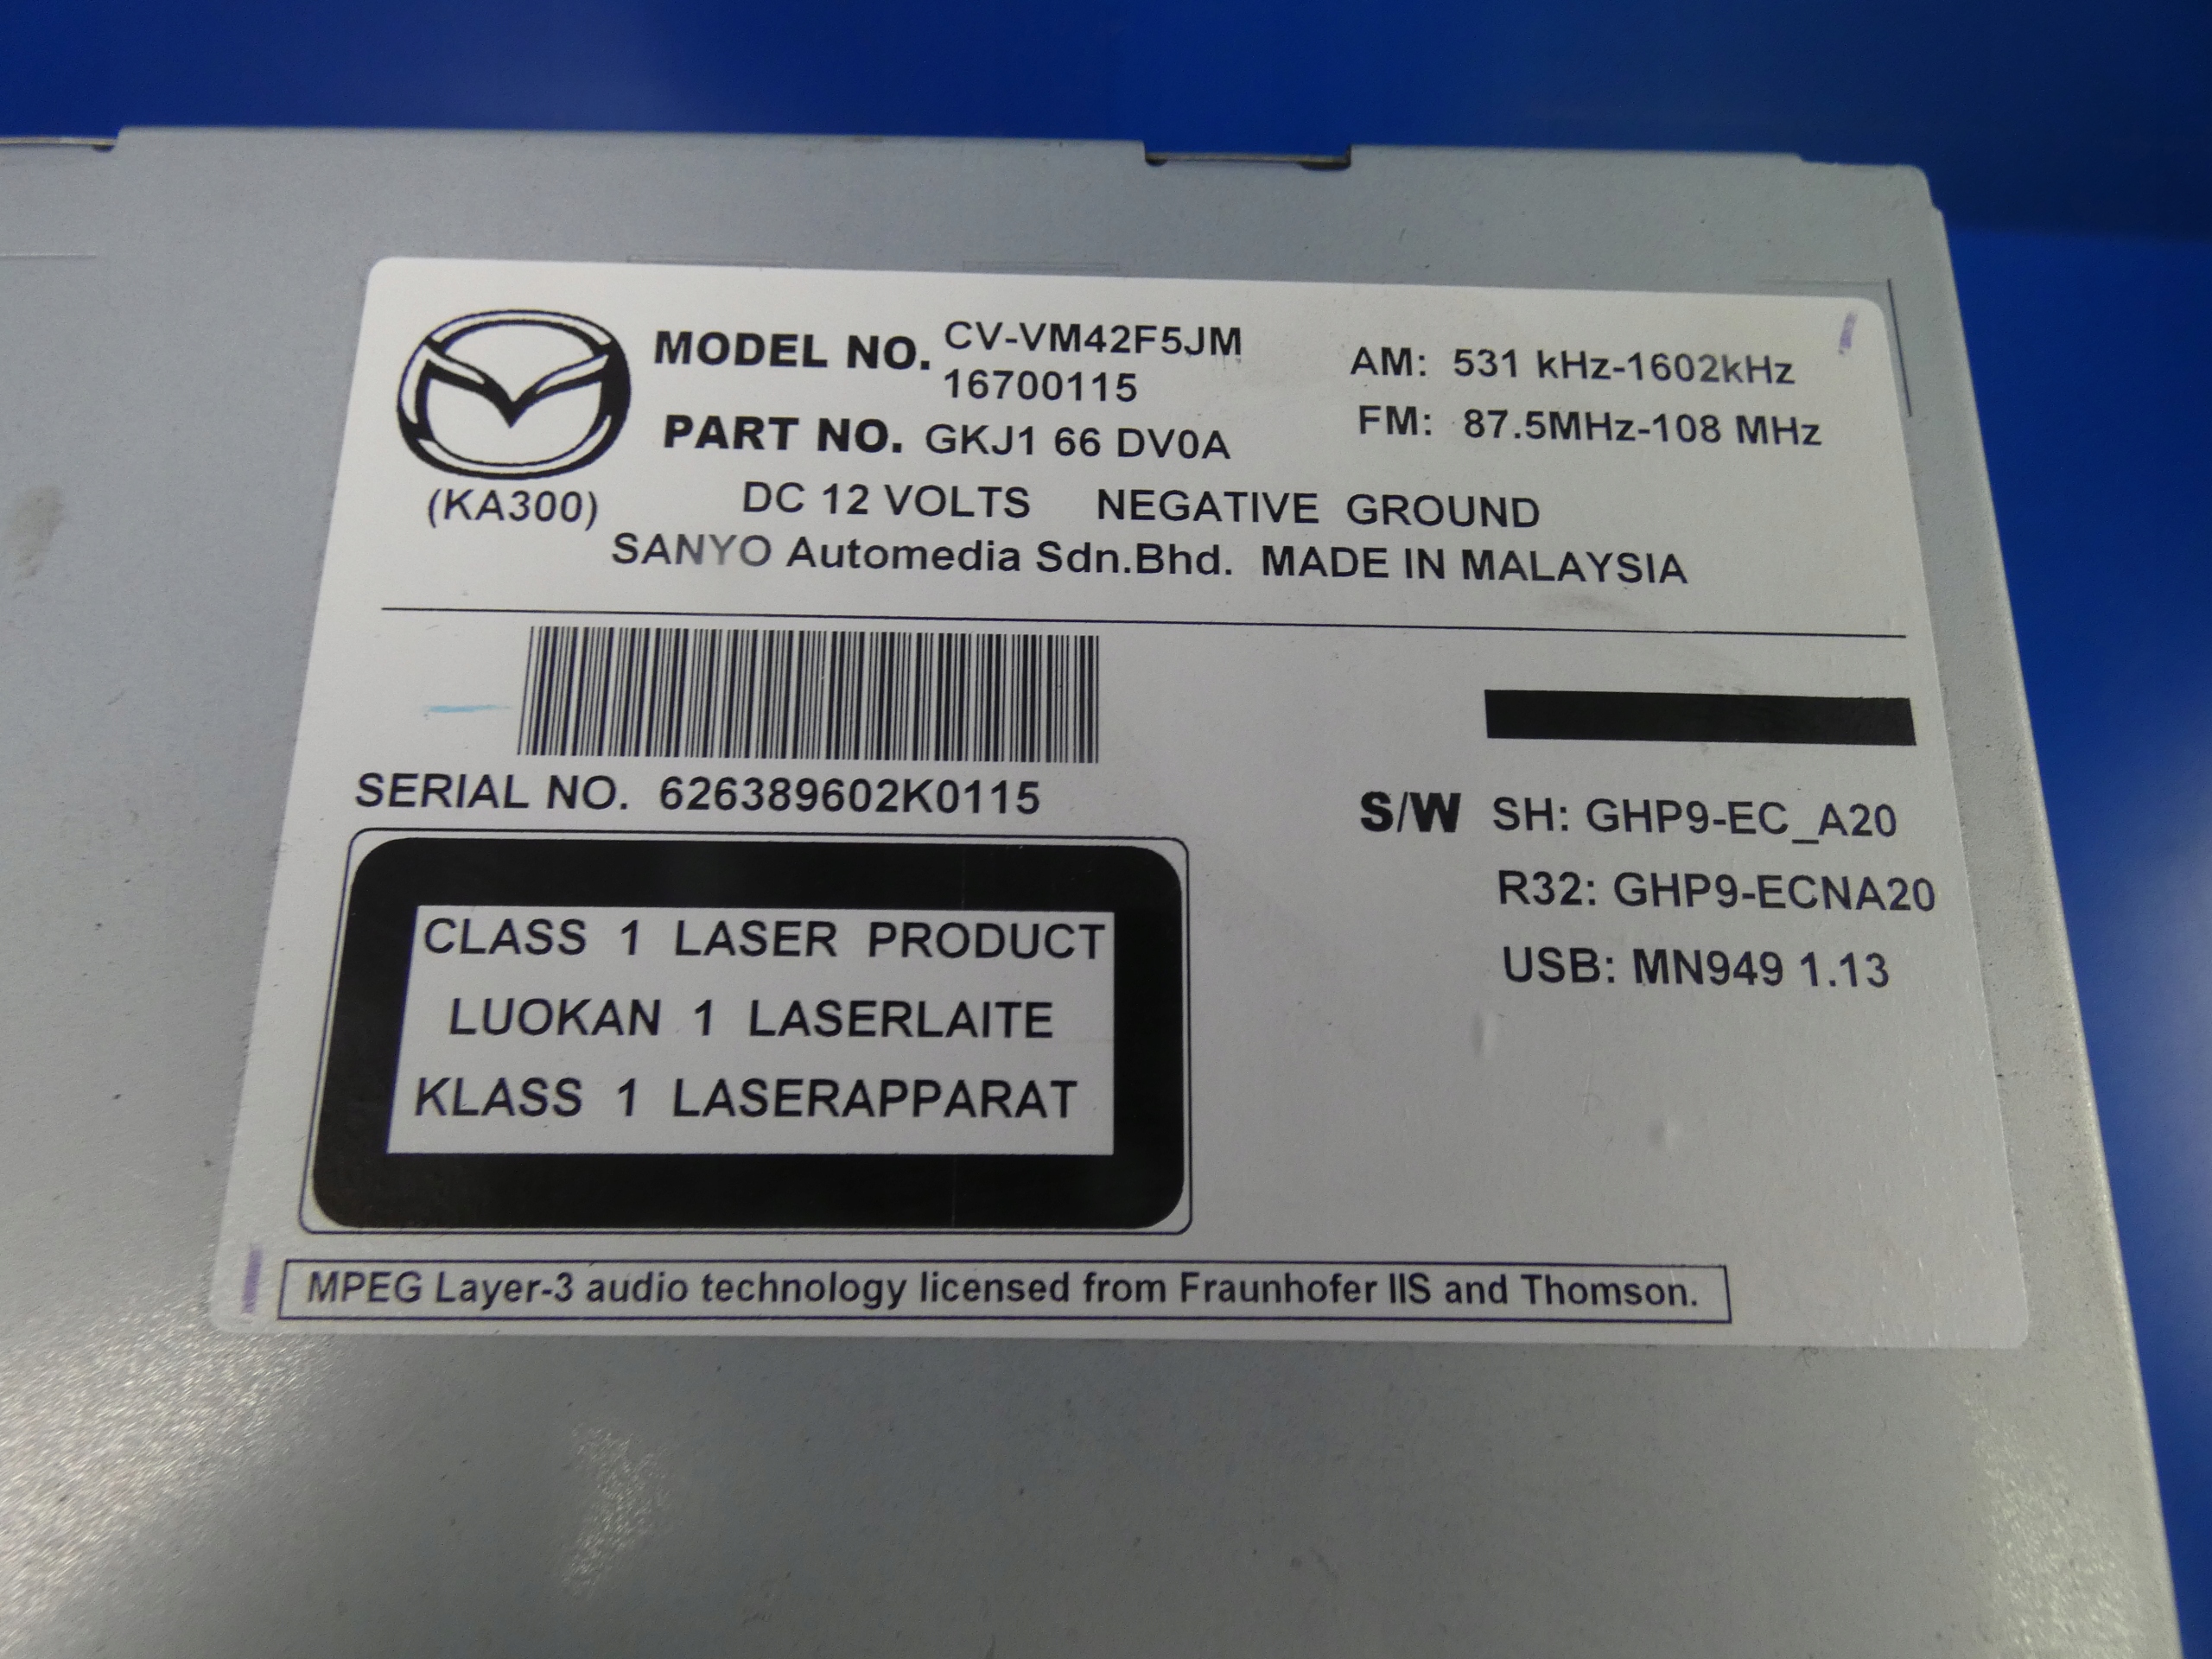 MODEL NO. CV-VM42F5JM
16700115
AM: 531 kHz-1602kHz
PART NO. GKJ1 66 DV0A
FM: 87.5MHz-108 MHz
(KA300)
DC 12 VOLTS NEGATIVE GROUND
SANYO Automedia Sdn.Bhd. MADE IN MALAYSIA
SERIAL NO. 626389602K0115
S/W SH: GHP9-EC_A20
R32: GHP9-ECNA20
USB: MN949 1.13
CLASS 1 LASER PRODUCT
LUOKAN 1 LASERLAITE
KLASS 1 LASERAPPARAT
MPEG Layer-3 audio technology licensed from Fraunhofer IIS and Thomson.